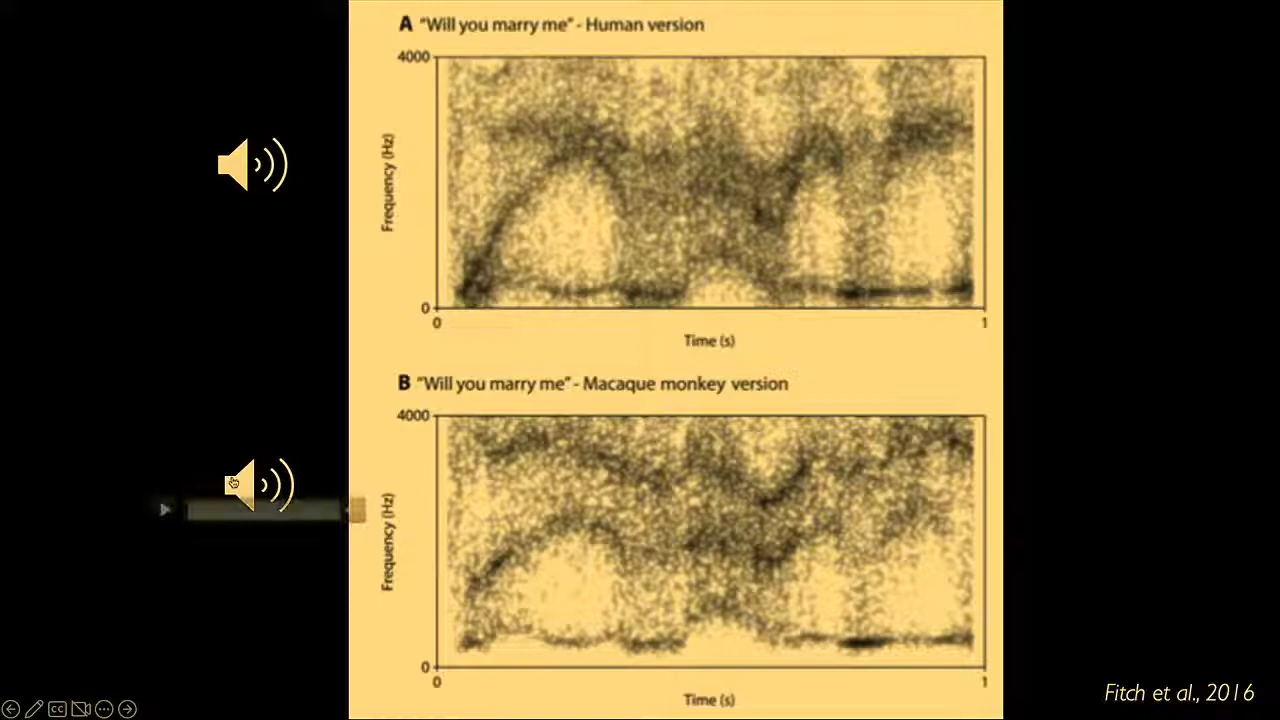 A "Will you marry me" - Human version
4000
Frequency (Hz)
0
0
1
Time (s)
B "Will you marry me" - Macaque monkey version
4000
Frequency (Hz)
0
0
1
Time (s)
Fitch et al., 2016
CC